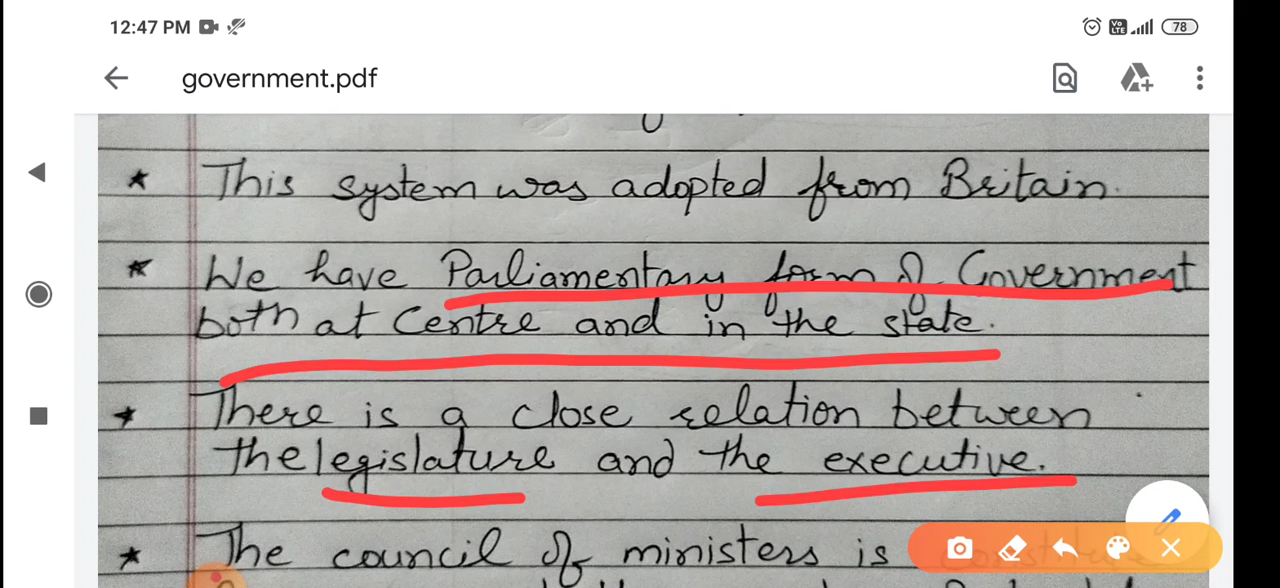 12:47 PM
Vo LTE 78
government.pdf
★ This system was adopted from Britain.
★ We have Parliamentary form of Government
both at Centre and in the state.
★ There is a close relation between
the legislature and the executive.
★ The council of ministers is